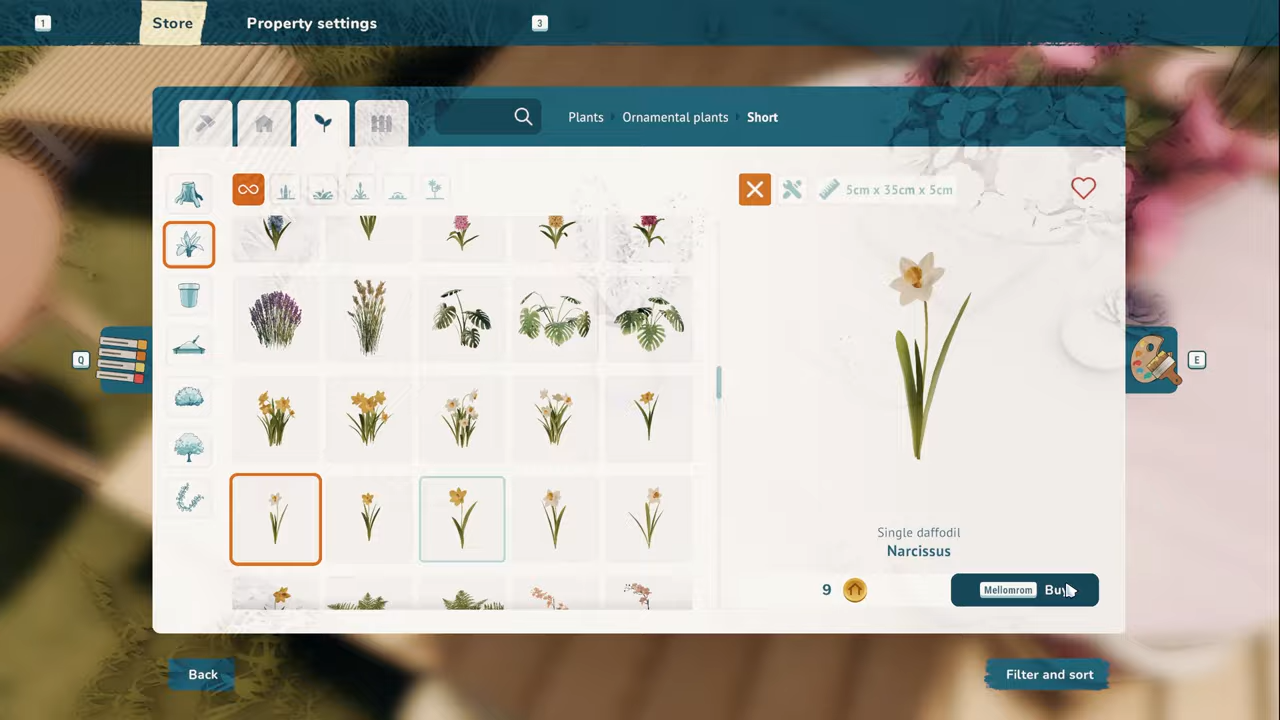 1
Store
Property settings
3
Plants
Ornamental plants
Short
5cm x 35cm x 5cm
Q
E
Single daffodil
Narcissus
9
Mellomrom
Buy
Back
Filter and sort